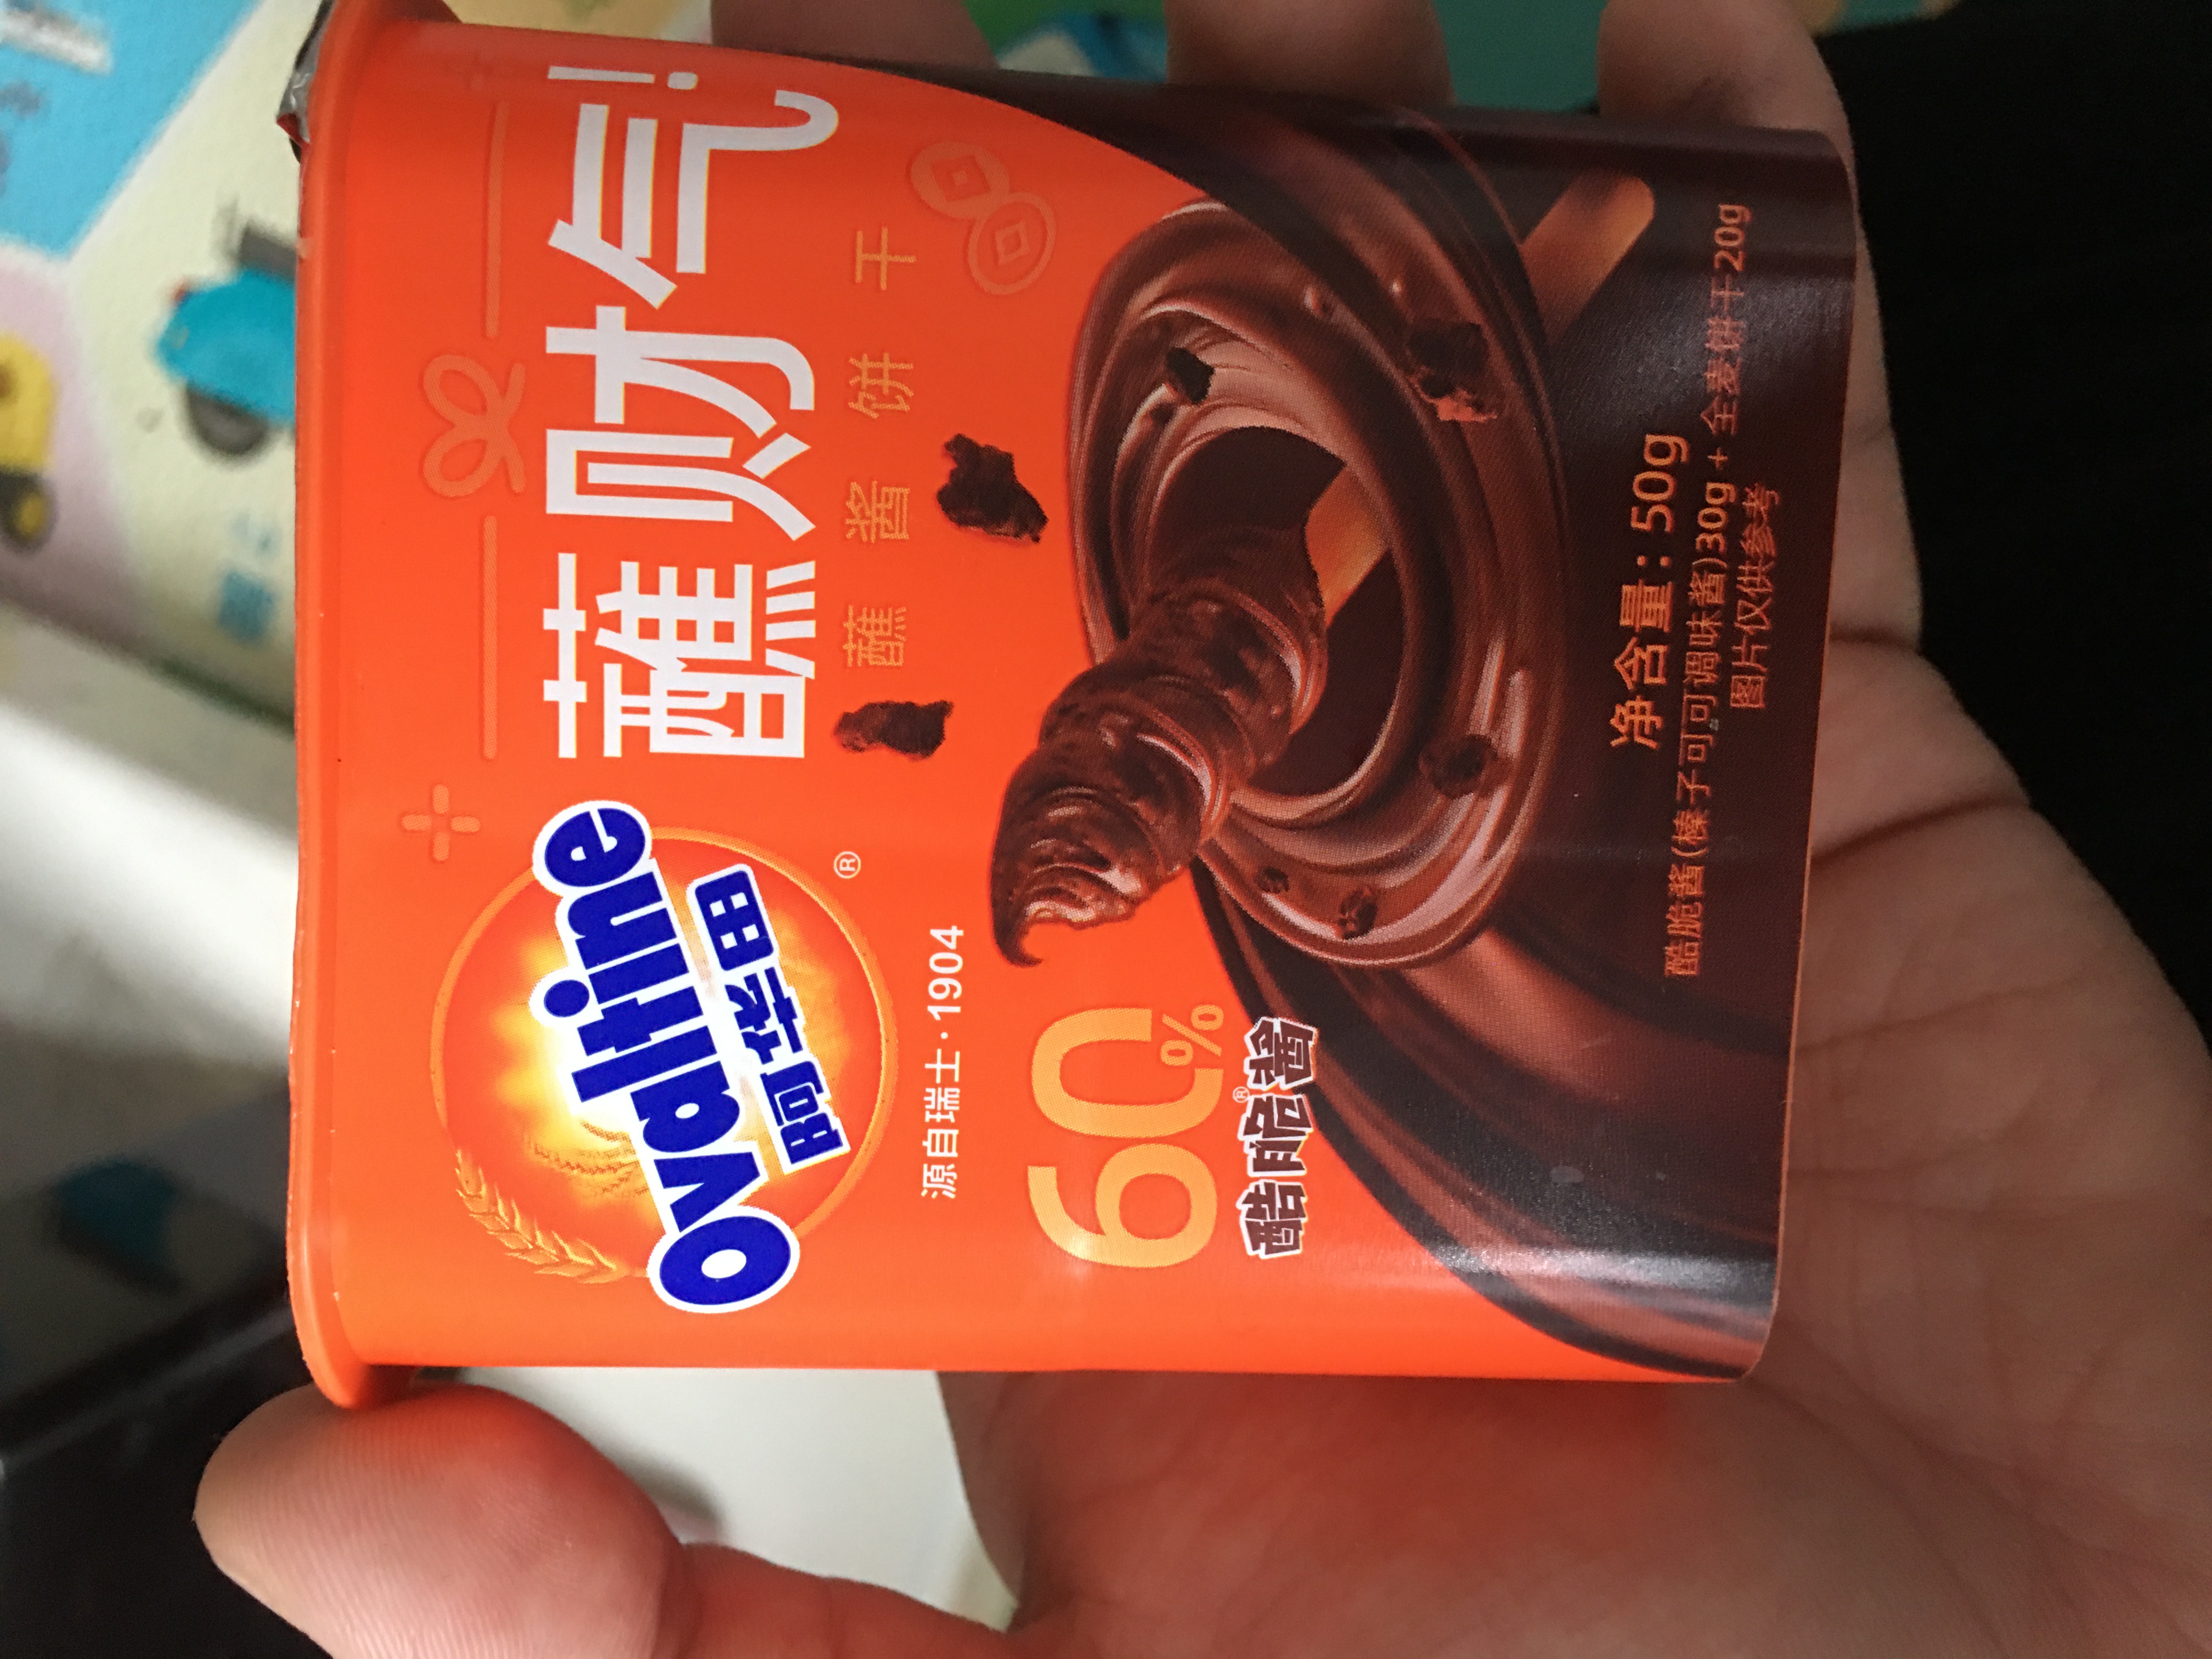 Ovaltine
阿华田
®
源自瑞士·1904
蘸财气!
蘸酱饼干
60%
酷脆®酱
净含量：50g
酷脆酱(榛子可可调味酱)30g+全麦饼干20g
图片仅供参考